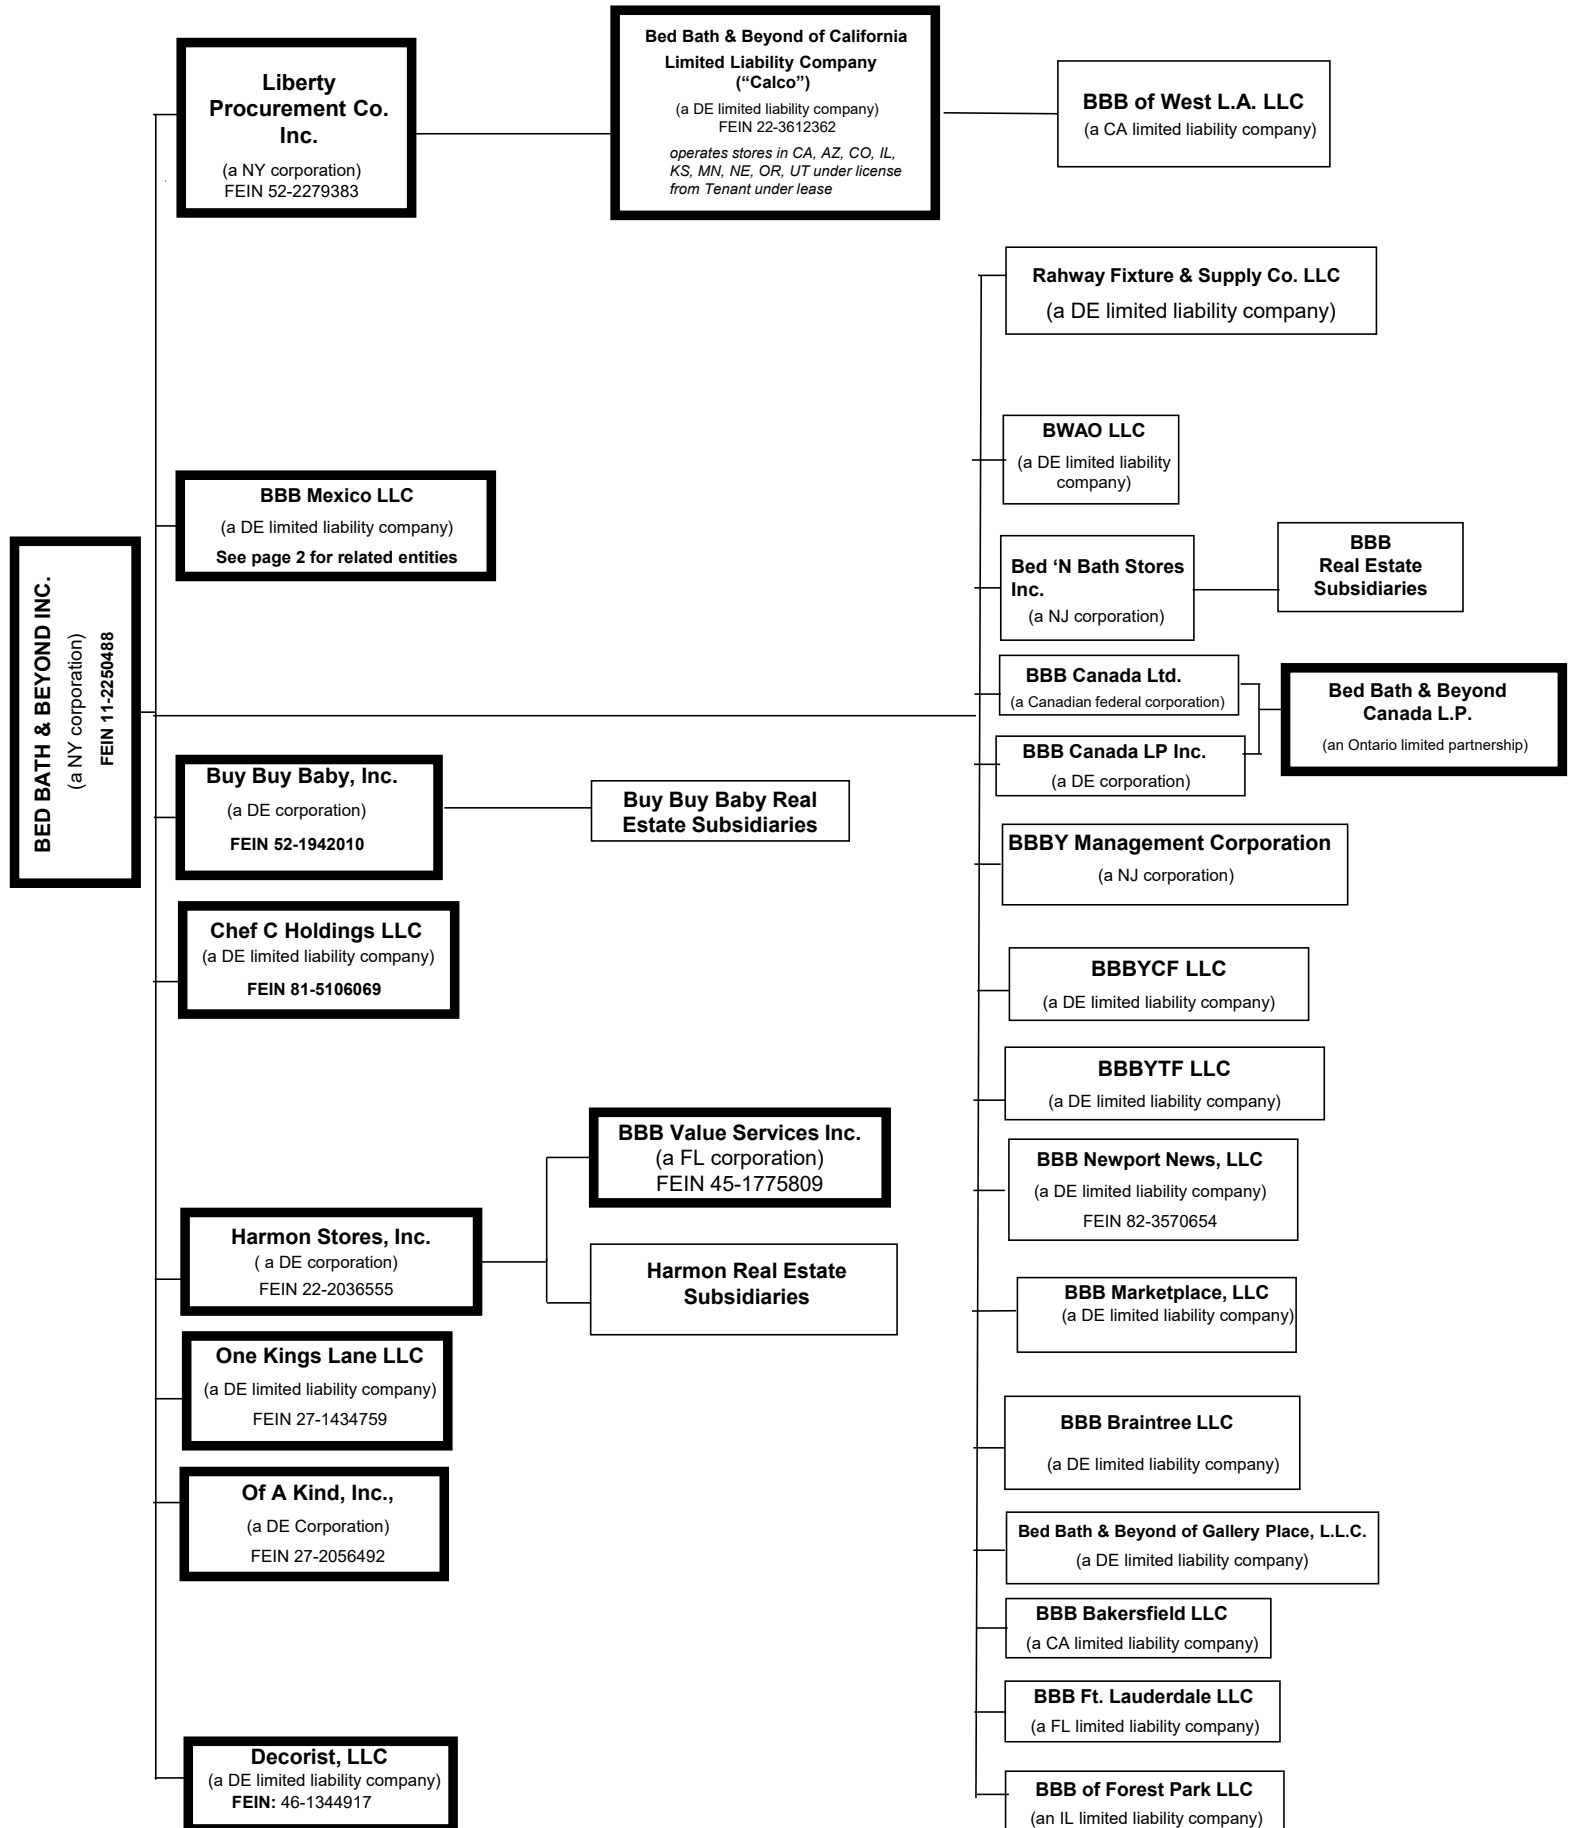 BED BATH & BEYOND INC.
(a NY corporation)
FEIN 11-2250488
Liberty
Procurement Co.
Inc.
(a NY corporation)
FEIN 52-2279383
Bed Bath & Beyond of California
Limited Liability Company
(“Calco”)
(a DE limited liability company)
FEIN 22-3612362
operates stores in CA, AZ, CO, IL,
KS, MN, NE, OR, UT under license
from Tenant under lease
BBB of West L.A. LLC
(a CA limited liability company)
BBB Mexico LLC
(a DE limited liability company)
See page 2 for related entities
Buy Buy Baby, Inc.
(a DE corporation)
FEIN 52-1942010
Buy Buy Baby Real
Estate Subsidiaries
Chef C Holdings LLC
(a DE limited liability company)
FEIN 81-5106069
Harmon Stores, Inc.
( a DE corporation)
FEIN 22-2036555
BBB Value Services Inc.
(a FL corporation)
FEIN 45-1775809
Harmon Real Estate
Subsidiaries
One Kings Lane LLC
(a DE limited liability company)
FEIN 27-1434759
Of A Kind, Inc.,
(a DE Corporation)
FEIN 27-2056492
Decorist, LLC
(a DE limited liability company)
FEIN: 46-1344917
Rahway Fixture & Supply Co. LLC
(a DE limited liability company)
BWAO LLC
(a DE limited liability
company)
Bed ‘N Bath Stores
Inc.
(a NJ corporation)
BBB
Real Estate
Subsidiaries
BBB Canada Ltd.
(a Canadian federal corporation)
BBB Canada LP Inc.
(a DE corporation)
Bed Bath & Beyond
Canada L.P.
(an Ontario limited partnership)
BBBY Management Corporation
(a NJ corporation)
BBBYCF LLC
(a DE limited liability company)
BBBYTF LLC
(a DE limited liability company)
BBB Newport News, LLC
(a DE limited liability company)
FEIN 82-3570654
BBB Marketplace, LLC
(a DE limited liability company)
BBB Braintree LLC
(a DE limited liability company)
Bed Bath & Beyond of Gallery Place, L.L.C.
(a DE limited liability company)
BBB Bakersfield LLC
(a CA limited liability company)
BBB Ft. Lauderdale LLC
(a FL limited liability company)
BBB of Forest Park LLC
(an IL limited liability company)